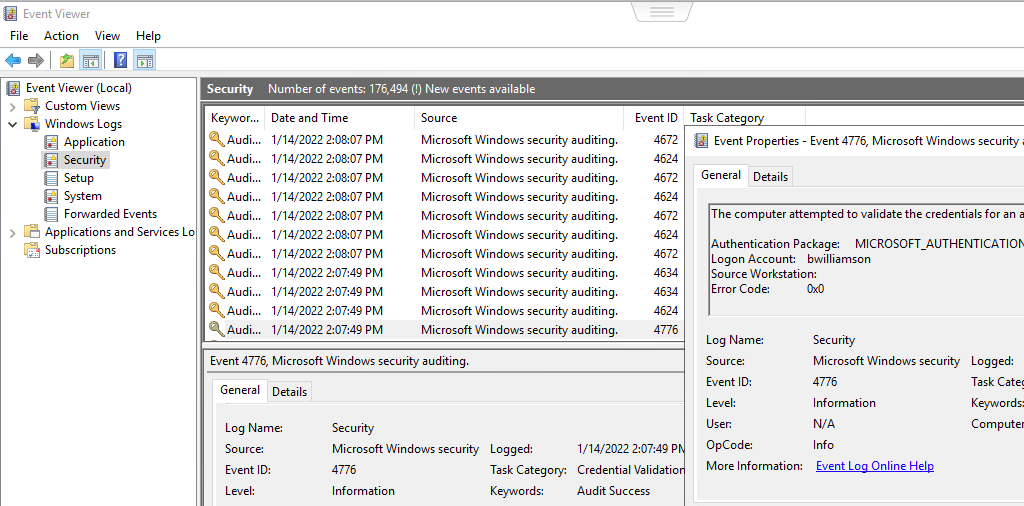 Event Viewer
File Action View Help
Event Viewer (Local)
Custom Views
Windows Logs
Application
Security
Setup
System
Forwarded Events
Applications and Services Lo
Subscriptions
Security Number of events: 176,494 (!) New events available
Keywor... Date and Time Source Event ID Task Category
Audi... 1/14/2022 2:08:07 PM Microsoft Windows security auditing. 4672
Audi... 1/14/2022 2:08:07 PM Microsoft Windows security auditing. 4624
Audi... 1/14/2022 2:08:07 PM Microsoft Windows security auditing. 4672
Audi... 1/14/2022 2:08:07 PM Microsoft Windows security auditing. 4624
Audi... 1/14/2022 2:08:07 PM Microsoft Windows security auditing. 4672
Audi... 1/14/2022 2:08:07 PM Microsoft Windows security auditing. 4624
Audi... 1/14/2022 2:08:07 PM Microsoft Windows security auditing. 4672
Audi... 1/14/2022 2:07:49 PM Microsoft Windows security auditing. 4634
Audi... 1/14/2022 2:07:49 PM Microsoft Windows security auditing. 4634
Audi... 1/14/2022 2:07:49 PM Microsoft Windows security auditing. 4624
Audi... 1/14/2022 2:07:49 PM Microsoft Windows security auditing. 4776
Event 4776, Microsoft Windows security auditing.
General Details
Log Name: Security
Source: Microsoft Windows security Logged: 1/14/2022 2:07:49 PM
Event ID: 4776 Task Category: Credential Validation
Level: Information Keywords: Audit Success
Event Properties - Event 4776, Microsoft Windows security a
General Details
The computer attempted to validate the credentials for an a
Authentication Package: MICROSOFT_AUTHENTICATION
Logon Account: bwilliamson
Source Workstation:
Error Code: 0x0
Log Name: Security
Source: Microsoft Windows security Logged:
Event ID: 4776 Task Categ
Level: Information Keywords:
User: N/A Computer
OpCode: Info
More Information: Event Log Online Help